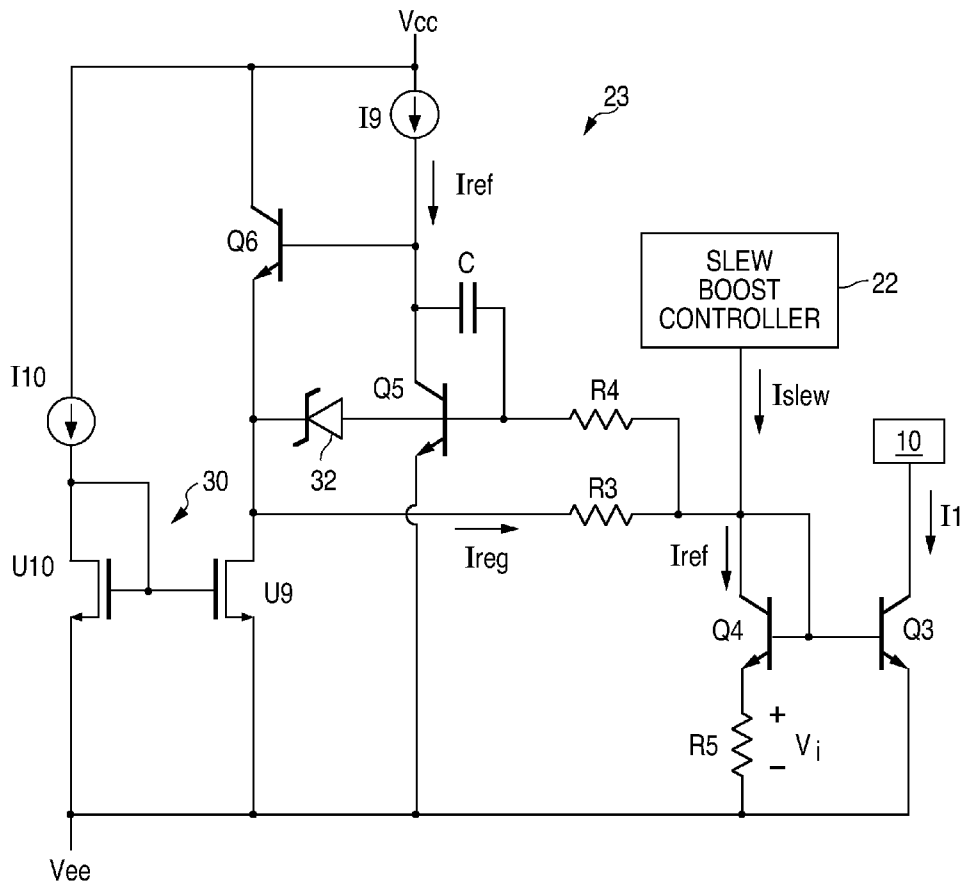 Vcc
23
I9
Iref
Q6
C
SLEW
BOOST
CONTROLLER
22
I10
Q5
R4
Islew
10
32
30
R3
I1
Ireg
Iref
U10
U9
Q4
Q3
R5
+
Vi
−
Vee